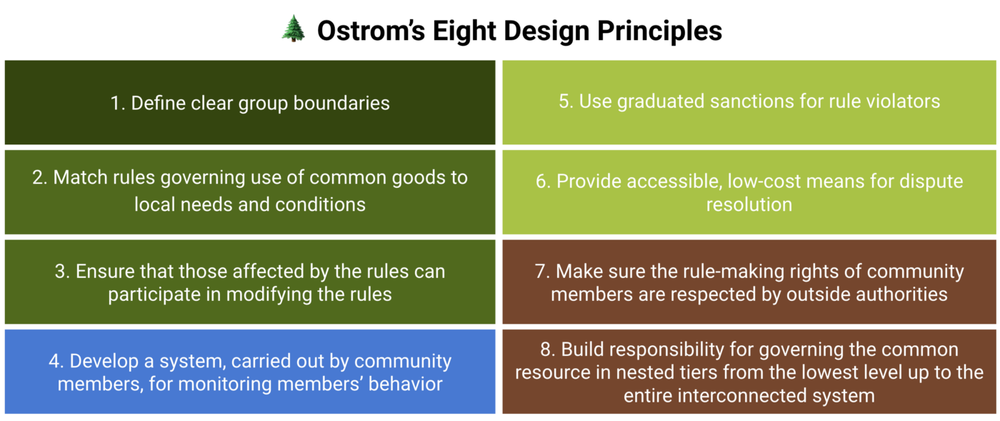 Ostrom's Eight Design Principles
1. Define clear group boundaries
2. Match rules governing use of common goods to
local needs and conditions
3. Ensure that those affected by the rules can
participate in modifying the rules
4. Develop a system, carried out by community
members, for monitoring members' behavior
5. Use graduated sanctions for rule violators
6. Provide accessible, low-cost means for dispute
resolution
7. Make sure the rule-making rights of community
members are respected by outside authorities
8. Build responsibility for governing the common
resource in nested tiers from the lowest level up to the
entire interconnected system